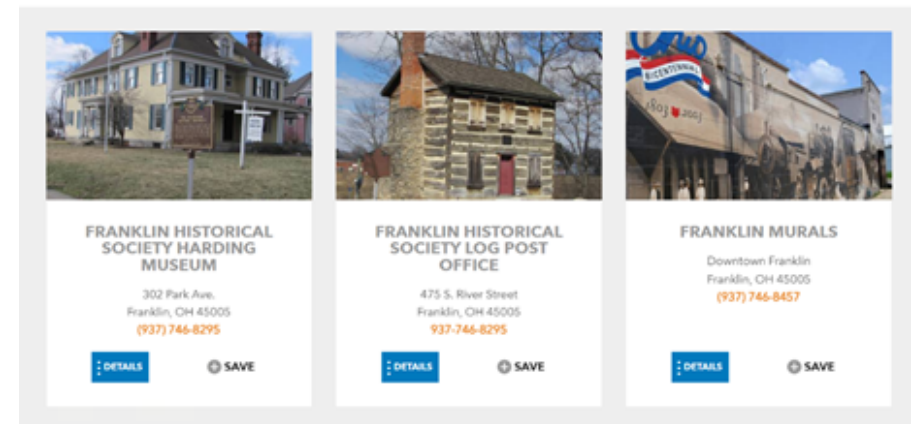 BICENTENNIAL
1803 2003
FRANKLIN HISTORICAL
SOCIETY HARDING
MUSEUM
302 Park Ave.
Franklin, OH 45005
(937) 746-8295
DETAILS
SAVE
FRANKLIN HISTORICAL
SOCIETY LOG POST
OFFICE
475 S. River Street
Franklin, OH 45005
937-746-8295
DETAILS
SAVE
FRANKLIN MURALS
Downtown Franklin
Franklin, OH 45005
(937) 746-8457
DETAILS
SAVE